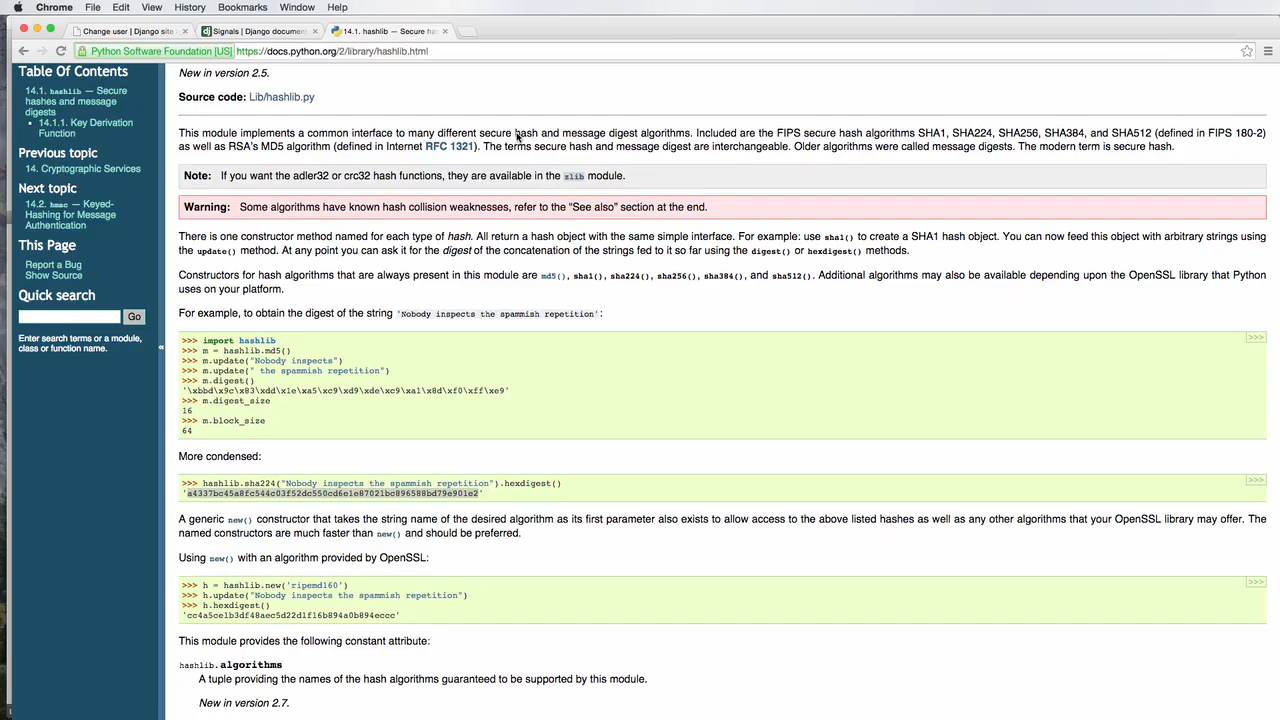 Chrome File Edit View History Bookmarks Window Help
Change user | Django site
Signals | Django document
14.1. hashlib — Secure ha
Python Software Foundation [US] https://docs.python.org/2/library/hashlib.html
Table Of Contents
14.1. hashlib — Secure
hashes and message
digests
14.1.1. Key Derivation
Function
Previous topic
14. Cryptographic Services
Next topic
14.2. hmac — Keyed-
Hashing for Message
Authentication
This Page
Report a Bug
Show Source
Quick search
Go
Enter search terms or a module,
class or function name.
«
New in version 2.5.
Source code: Lib/hashlib.py
This module implements a common interface to many different secure hash and message digest algorithms. Included are the FIPS secure hash algorithms SHA1, SHA224, SHA256, SHA384, and SHA512 (defined in FIPS 180-2)
as well as RSA's MD5 algorithm (defined in Internet RFC 1321). The terms secure hash and message digest are interchangeable. Older algorithms were called message digests. The modern term is secure hash.
Note: If you want the adler32 or crc32 hash functions, they are available in the zlib module.
Warning: Some algorithms have known hash collision weaknesses, refer to the “See also” section at the end.
There is one constructor method named for each type of hash. All return a hash object with the same simple interface. For example: use sha1() to create a SHA1 hash object. You can now feed this object with arbitrary strings using
the update() method. At any point you can ask it for the digest of the concatenation of the strings fed to it so far using the digest() or hexdigest() methods.
Constructors for hash algorithms that are always present in this module are md5(), sha1(), sha224(), sha256(), sha384(), and sha512(). Additional algorithms may also be available depending upon the OpenSSL library that Python
uses on your platform.
For example, to obtain the digest of the string 'Nobody inspects the spammish repetition':
>>>
>>> import hashlib
>>> m = hashlib.md5()
>>> m.update("Nobody inspects")
>>> m.update(" the spammish repetition")
>>> m.digest()
'\xbbd\x9c\x83\xdd\x1e\xa5\xc9\xd9\xde\xc9\xa1\x8d\xf0\xff\xe9'
>>> m.digest_size
16
>>> m.block_size
64
More condensed:
>>>
>>> hashlib.sha224("Nobody inspects the spammish repetition").hexdigest()
'a4337bc45a8fc544c03f52dc550cd6e1e87021bc896588bd79e901e2'
A generic new() constructor that takes the string name of the desired algorithm as its first parameter also exists to allow access to the above listed hashes as well as any other algorithms that your OpenSSL library may offer. The
named constructors are much faster than new() and should be preferred.
Using new() with an algorithm provided by OpenSSL:
>>>
>>> h = hashlib.new('ripemd160')
>>> h.update("Nobody inspects the spammish repetition")
>>> h.hexdigest()
'cc4a5ce1b3df48aec5d22d1f16b894a0b894eccc'
This module provides the following constant attribute:
hashlib.algorithms
A tuple providing the names of the hash algorithms guaranteed to be supported by this module.
New in version 2.7.